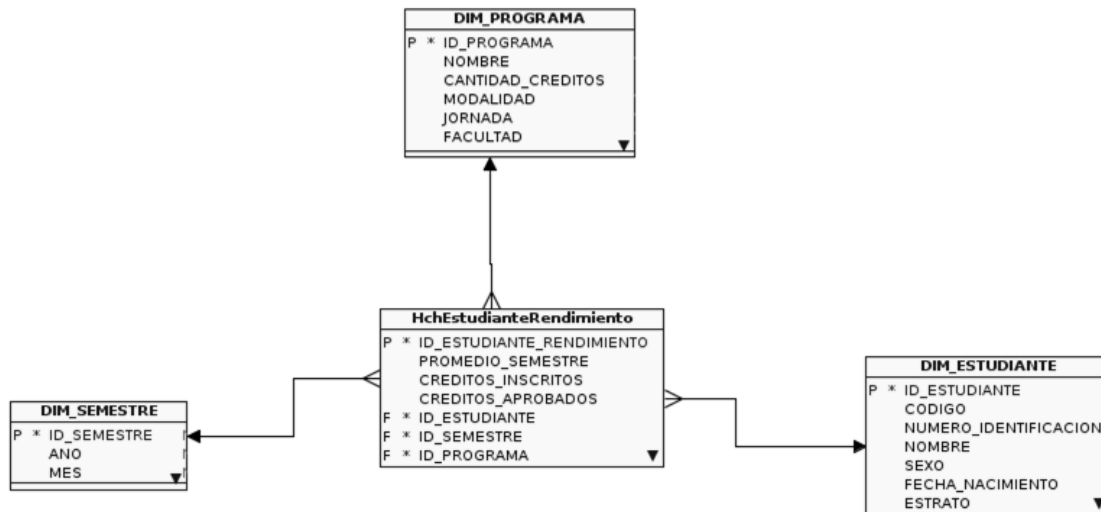 DIM_PROGRAMA
P * ID_PROGRAMA
NOMBRE
CANTIDAD_CREDITOS
MODALIDAD
JORNADA
FACULTAD
HchEstudianteRendimiento
P * ID_ESTUDIANTE_RENDIMIENTO
PROMEDIO_SEMESTRE
CREDITOS_INSCRITOS
CREDITOS_APROBADOS
F * ID_ESTUDIANTE
F * ID_SEMESTRE
F * ID_PROGRAMA
DIM_SEMESTRE
P * ID_SEMESTRE
ANO
MES
DIM_ESTUDIANTE
P * ID_ESTUDIANTE
CODIGO
NUMERO_IDENTIFICACION
NOMBRE
SEXO
FECHA_NACIMIENTO
ESTRATO